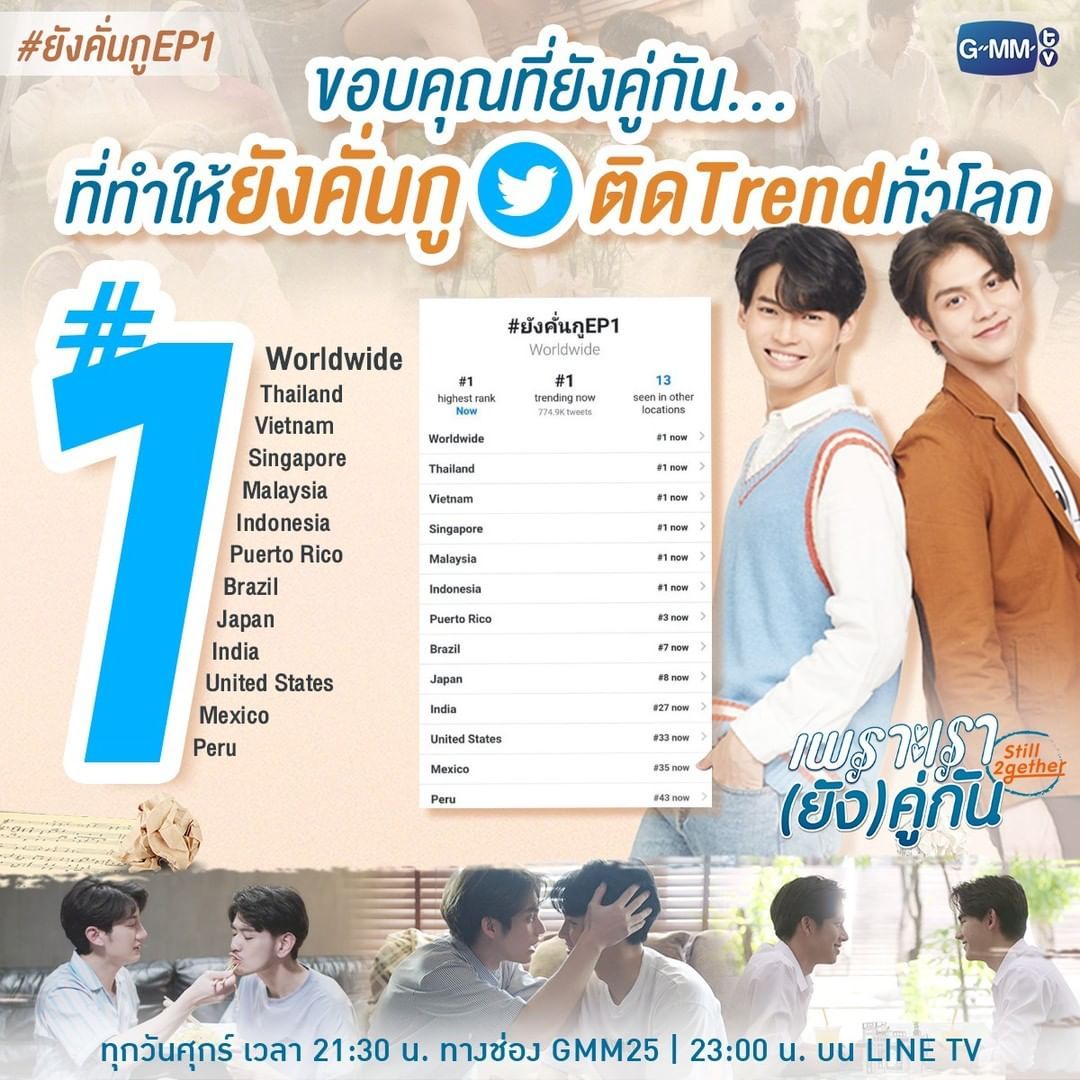 #ยังคั่นกูEP1
GMMTV
ขอบคุณที่ยังคู่กัน...
ที่ทำให้ยังคั่นกู ติดTrendทั่วโลก
#1
Worldwide
Thailand
Vietnam
Singapore
Malaysia
Indonesia
Puerto Rico
Brazil
Japan
India
United States
Mexico
Peru
#ยังคั่นกูEP1
Worldwide
#1 #1 13
highest rank trending now seen in other
Now 774.9K tweets locations
Worldwide #1 now
Thailand #1 now
Vietnam #1 now
Singapore #1 now
Malaysia #1 now
Indonesia #1 now
Puerto Rico #3 now
Brazil #7 now
Japan #8 now
India #27 now
United States #33 now
Mexico #35 now
Peru #43 now
เพราะเรา
(ยัง)คู่กัน
Still
2gether
ทุกวันศุกร์ เวลา 21:30 น. ทางช่อง GMM25 | 23:00 น. บน LINE TV